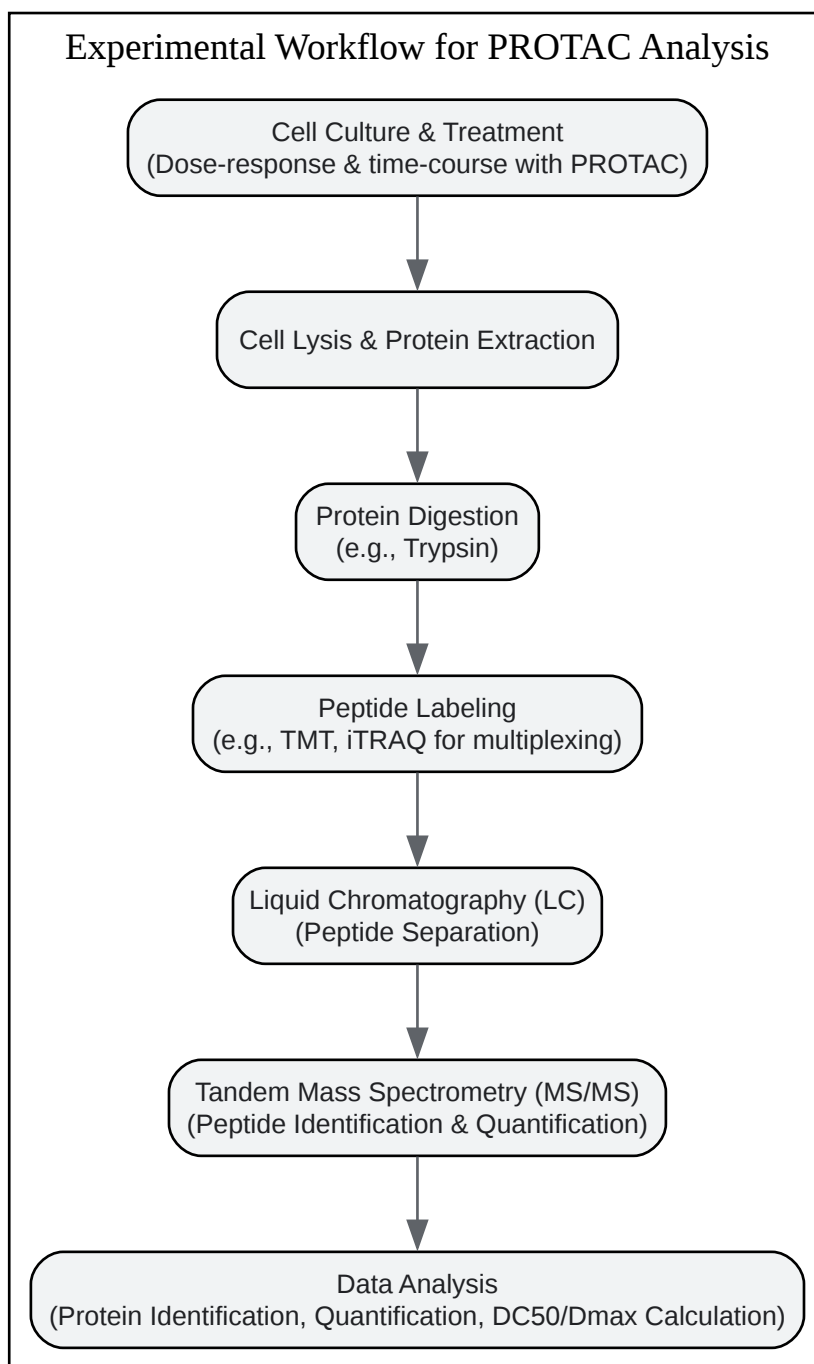 Experimental Workflow for PROTAC Analysis
Cell Culture & Treatment
(Dose-response & time-course with PROTAC)
Cell Lysis & Protein Extraction
Protein Digestion
(e.g., Trypsin)
Peptide Labeling
(e.g., TMT, iTRAQ for multiplexing)
Liquid Chromatography (LC)
(Peptide Separation)
Tandem Mass Spectrometry (MS/MS)
(Peptide Identification & Quantification)
Data Analysis
(Protein Identification, Quantification, DC50/Dmax Calculation)